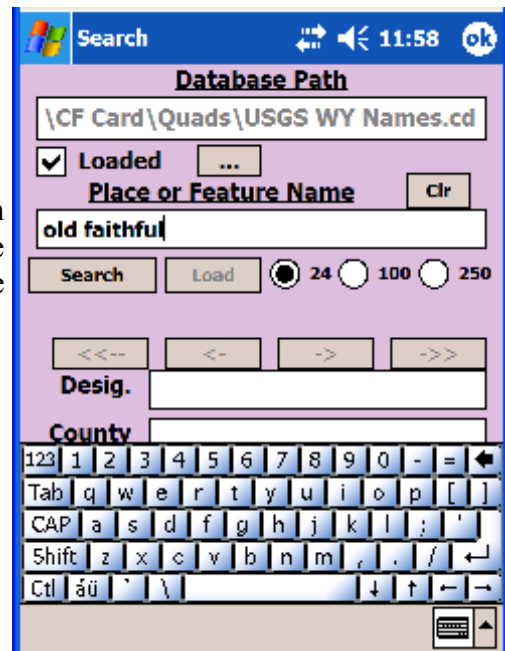 Search 11:58 ok
Database Path
\CF Card\Quads\USGS WY Names.cd
Loaded ...
Place or Feature Name Clr
old faithful
Search Load 24 100 250
<<-- <- -> ->>
Desig.
County
123 1 2 3 4 5 6 7 8 9 0 - =
Tab q w e r t y u i o p [ ]
CAP a s d f g h j k l ; '
Shift z x c v b n m , . /
Ctl áü ` \